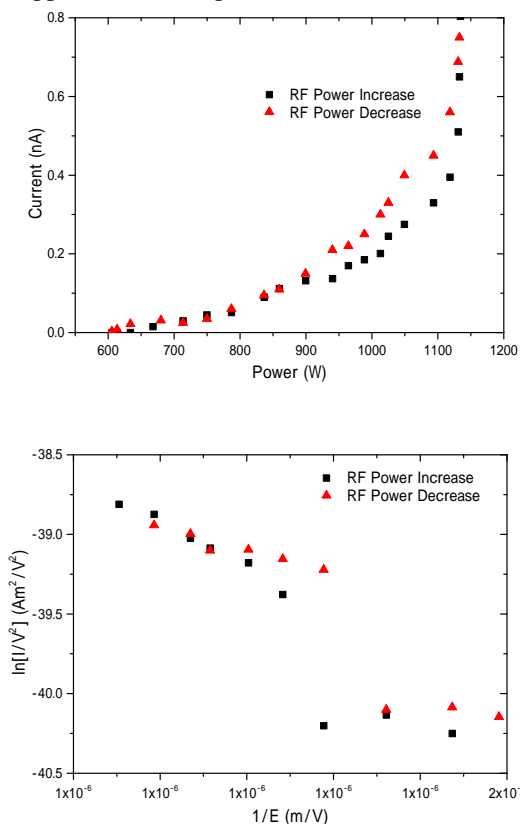 0.8
RF Power Increase
RF Power Decrease
0.6
Current (nA)
0.4
0.2
0.0
600 700 800 900 1000 1100 1200
Power (W)
-38.5
RF Power Increase
RF Power Decrease
-39.0
ln[I/V²] (Am²/V²)
-39.5
-40.0
-40.5
1x10⁻⁶ 1x10⁻⁶ 1x10⁻⁶ 1x10⁻⁶ 1x10⁻⁶
1/E (m/V)